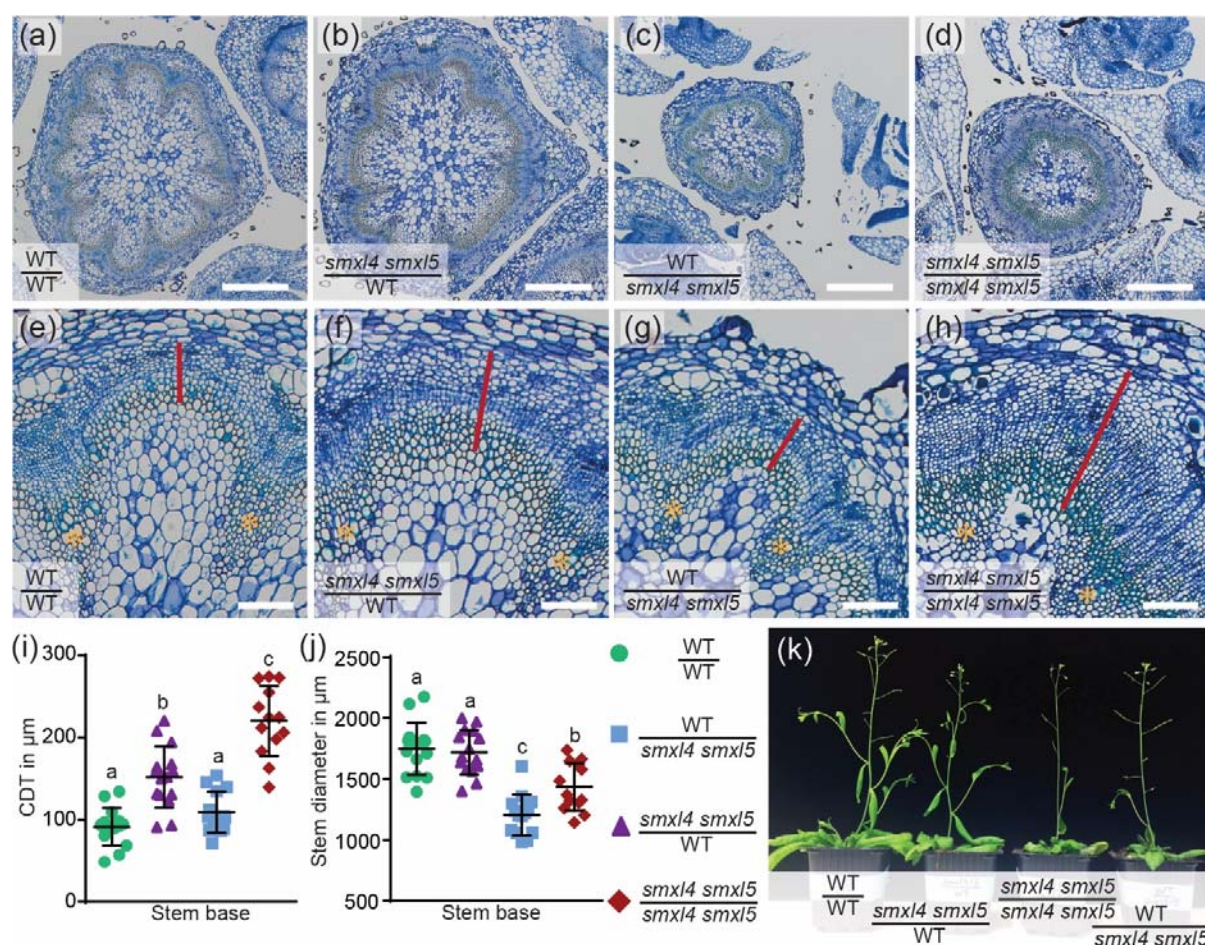 (a)
WT
WT
(b)
smxl4 smxl5
WT
(c)
WT
smxl4 smxl5
(d)
smxl4 smxl5
smxl4 smxl5
(e)
WT
WT
(f)
smxl4 smxl5
WT
(g)
WT
smxl4 smxl5
(h)
smxl4 smxl5
smxl4 smxl5
(i)
CDT in µm
300
200
100
0
a
b
a
c
Stem base
(j)
Stem diameter in µm
2500
2000
1500
1000
500
a
a
c
b
Stem base
WT
WT
WT
smxl4 smxl5
smxl4 smxl5
WT
smxl4 smxl5
smxl4 smxl5
(k)
WT
WT
smxl4 smxl5
WT
smxl4 smxl5
smxl4 smxl5
WT
smxl4 smxl5